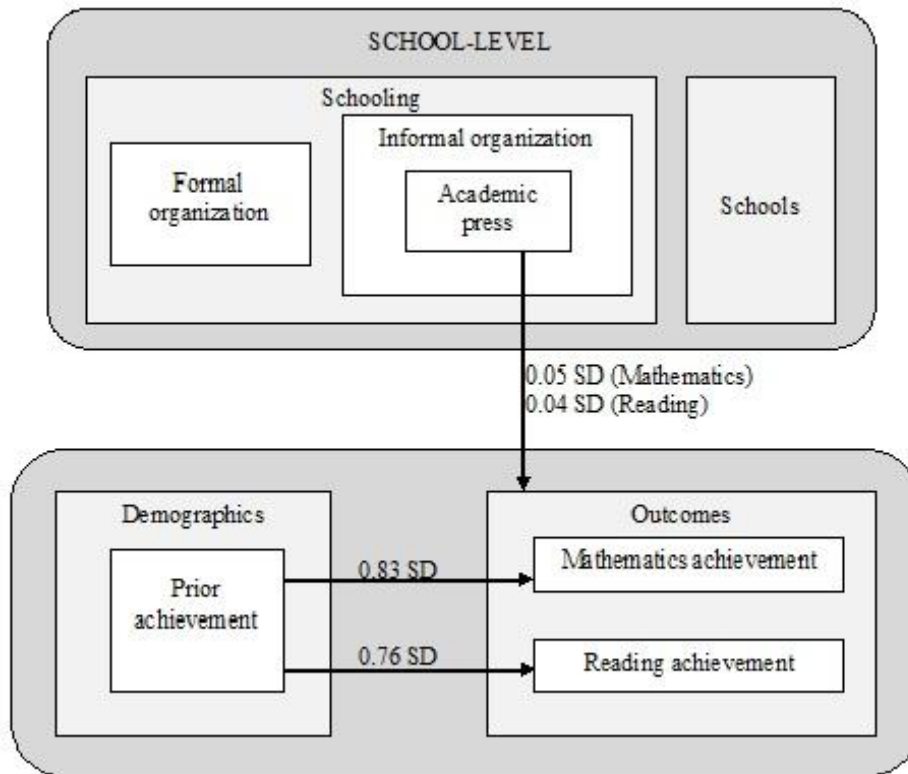 SCHOOL-LEVEL
Schooling
Formal
organization
Informal organization
Academic
press
Schools
0.05 SD (Mathematics)
0.04 SD (Reading)
Demographics
Prior
achievement
0.83 SD
0.76 SD
Outcomes
Mathematics achievement
Reading achievement